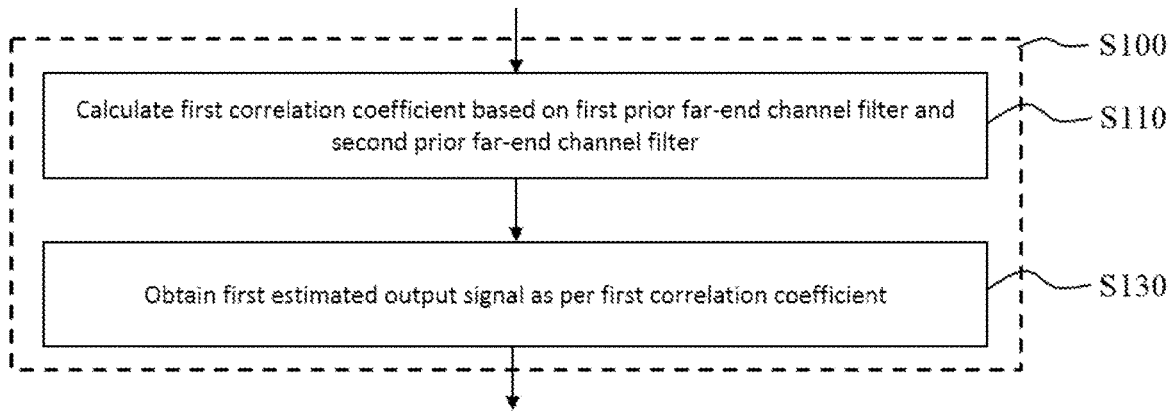 S100
Calculate first correlation coefficient based on first prior far-end channel filter and
second prior far-end channel filter
S110
Obtain first estimated output signal as per first correlation coefficient
S130